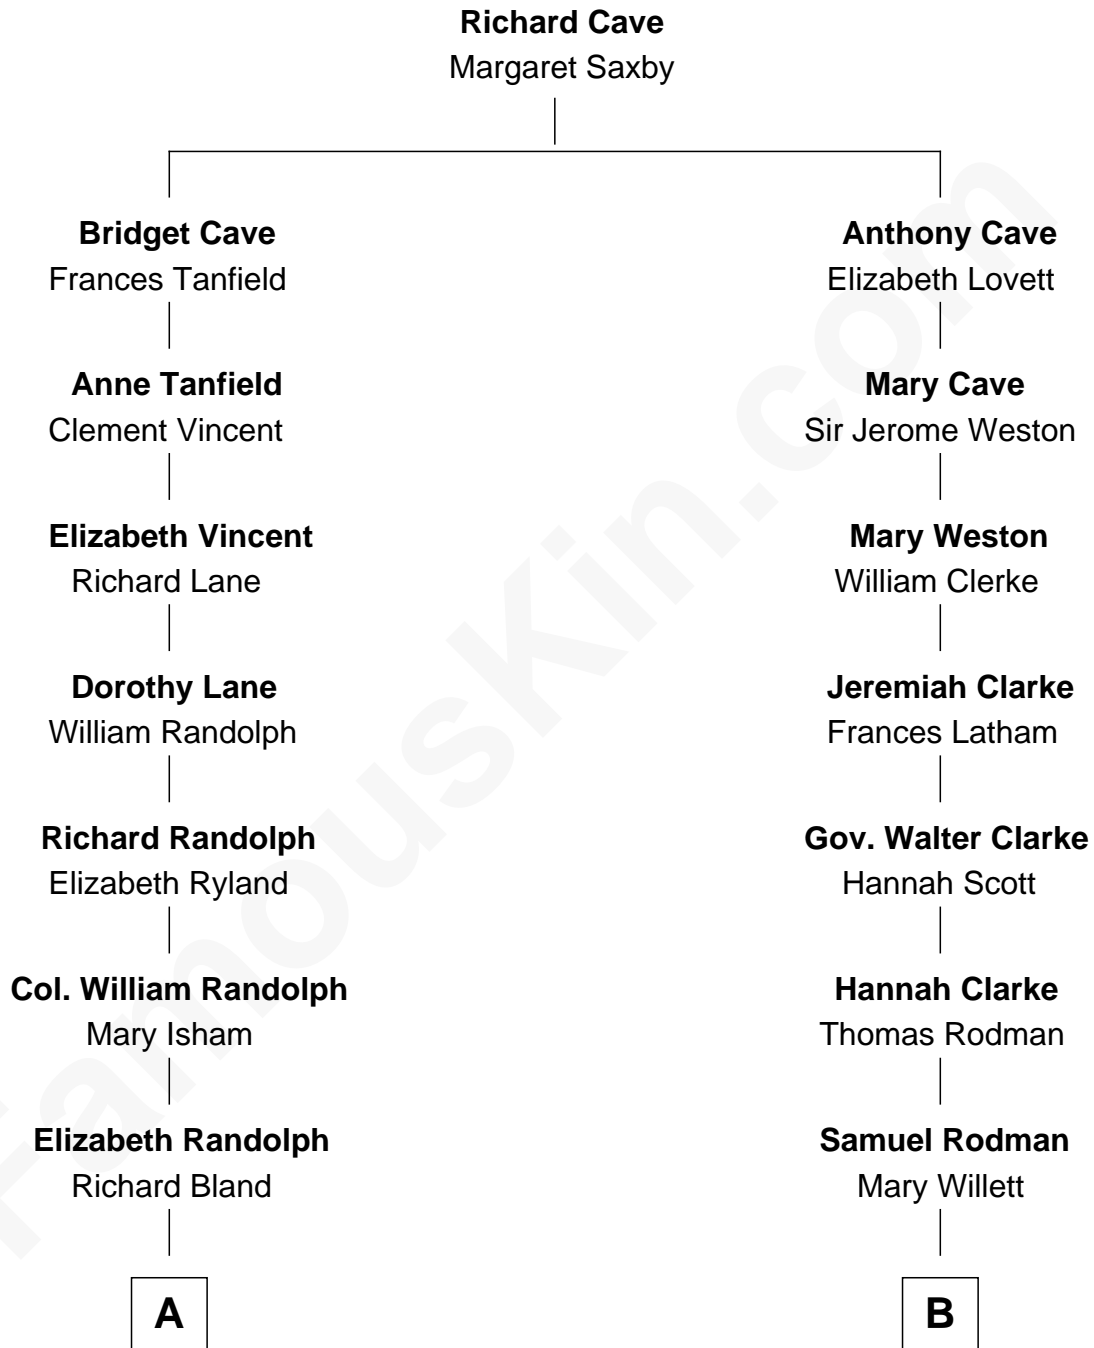 Richard Cave
Margaret Saxby
Bridget Cave
Frances Tanfield
Anthony Cave
Elizabeth Lovett
Anne Tanfield
Clement Vincent
Mary Cave
Sir Jerome Weston
Elizabeth Vincent
Richard Lane
Mary Weston
William Clerke
Dorothy Lane
William Randolph
Jeremiah Clarke
Frances Latham
Richard Randolph
Elizabeth Ryland
Gov. Walter Clarke
Hannah Scott
Col. William Randolph
Mary Isham
Hannah Clarke
Thomas Rodman
Elizabeth Randolph
Richard Bland
Samuel Rodman
Mary Willett
A
B
FamousKin.com